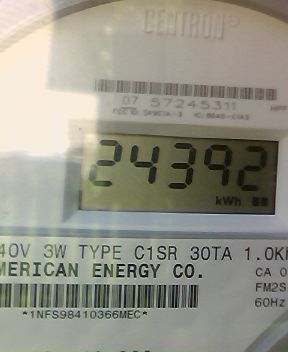 CENTRON®
07 57245311
24392
kWh
40V 3W TYPE C1SR 30TA 1.0K
MERICAN ENERGY CO.
CA 0
FM2S
60Hz
*1NFS98410366MEC*